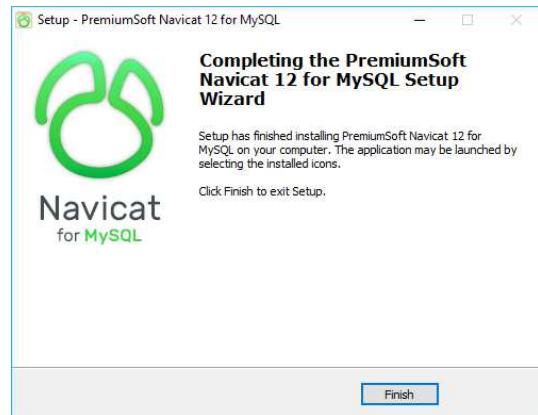 Setup - PremiumSoft Navicat 12 for MySQL
Completing the PremiumSoft
Navicat 12 for MySQL Setup
Wizard
Setup has finished installing PremiumSoft Navicat 12 for
MySQL on your computer. The application may be launched by
selecting the installed icons.
Click Finish to exit Setup.
Navicat
for MySQL
Finish